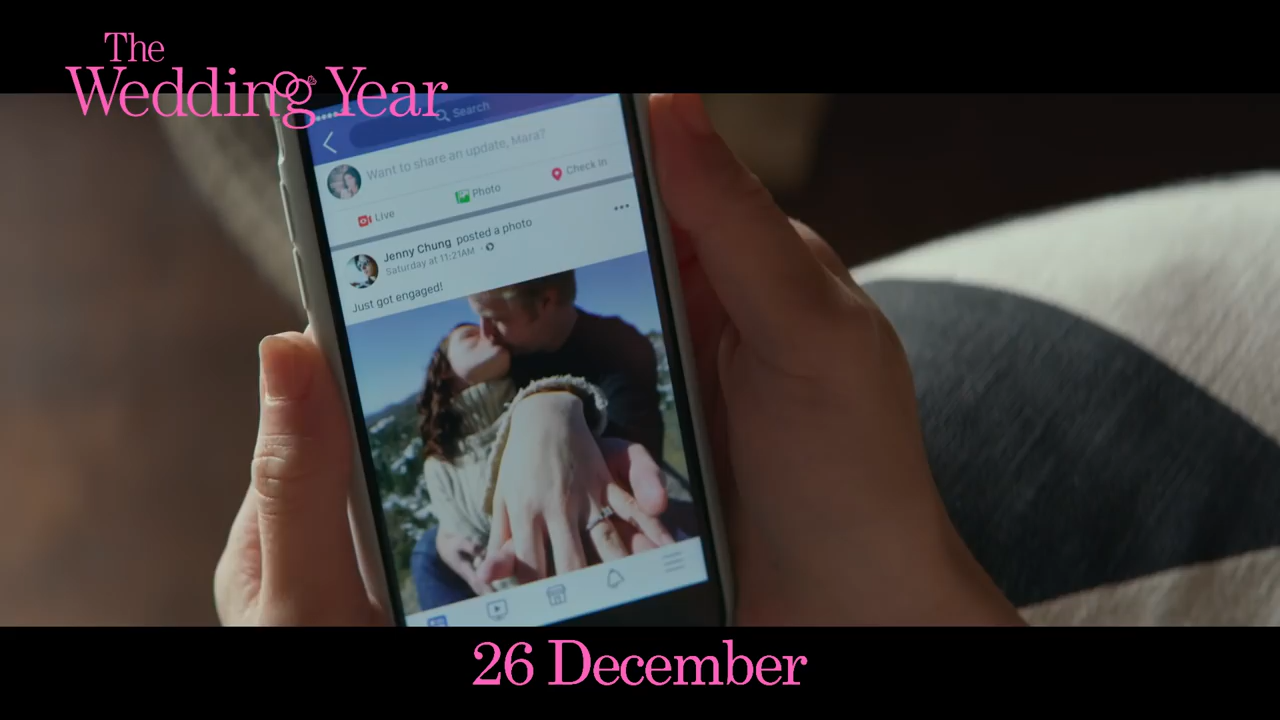 The
Wedding Year
Search
Want to share an update, Mara?
Live
Photo
Check In
Jenny Chung posted a photo
Saturday at 11:21AM
Just got engaged!
26 December